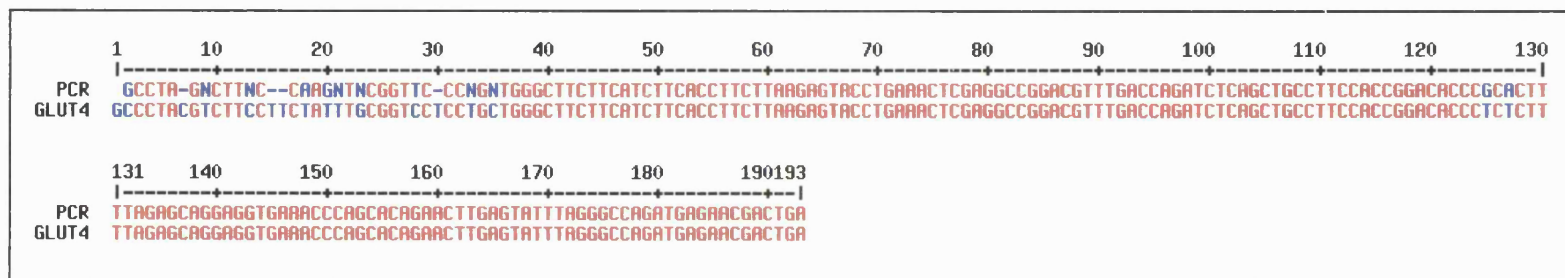 1 10 20 30 40 50 60 70 80 90 100 110 120 130
|--------+---------+---------+---------+---------+---------+---------+---------+---------+---------+---------+---------+---------|
PCR GCCTA-GNCTTNC--CAAGNTNCGGTTC-CCNGNTGGGCTTCTTCATCTTCACCTTCTTAAGAGTACCTGAAACTCGAGGCCGGACGTTTGACCAGATCTCAGCTGCCTTCCACCGGACACCCGCACTT
GLUT4 GCCCTACGTCTTCCTTCTATTTGCGGTCCTCCTGCTGGGCTTCTTCATCTTCACCTTCTTAAGAGTACCTGAAACTCGAGGCCGGACGTTTGACCAGATCTCAGCTGCCTTCCACCGGACACCCTCTCTT
131 140 150 160 170 180 190193
|--------+---------+---------+---------+---------+---------+--|
PCR TTAGAGCAGGAGGTGAAACCCAGCACAGAACTTGAGTATTTAGGGCCAGATGAGAACGACTGA
GLUT4 TTAGAGCAGGAGGTGAAACCCAGCACAGAACTTGAGTATTTAGGGCCAGATGAGAACGACTGA